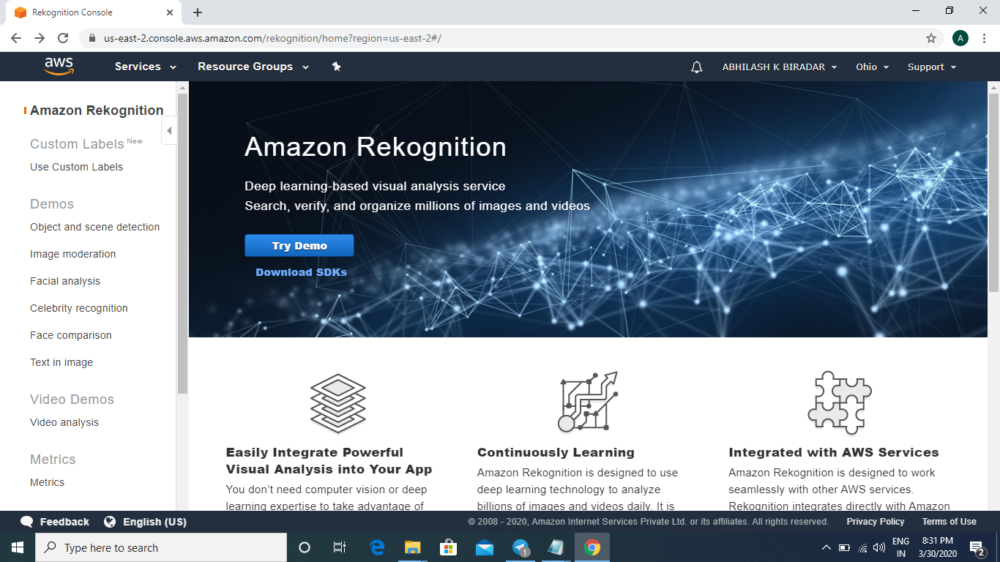 Rekognition Console
us-east-2.console.aws.amazon.com/rekognition/home?region=us-east-2#/
A
aws
Services
Resource Groups
ABHILASH K BIRADAR
Ohio
Support
Amazon Rekognition
Custom Labels New
Use Custom Labels
Demos
Object and scene detection
Image moderation
Facial analysis
Celebrity recognition
Face comparison
Text in image
Video Demos
Video analysis
Metrics
Metrics
Amazon Rekognition
Deep learning-based visual analysis service
Search, verify, and organize millions of images and videos
Try Demo
Download SDKs
Easily Integrate Powerful
Visual Analysis into Your App
You don’t need computer vision or deep
learning expertise to take advantage of
Continuously Learning
Amazon Rekognition is designed to use
deep learning technology to analyze
billions of images and videos daily. It is
Integrated with AWS Services
Amazon Rekognition is designed to work
seamlessly with other AWS services.
Rekognition integrates directly with Amazon
Feedback
English (US)
© 2008 - 2020, Amazon Internet Services Private Ltd. or its affiliates. All rights reserved.
Privacy Policy
Terms of Use
Type here to search
1
ENG
IN
8:31 PM
3/30/2020
2